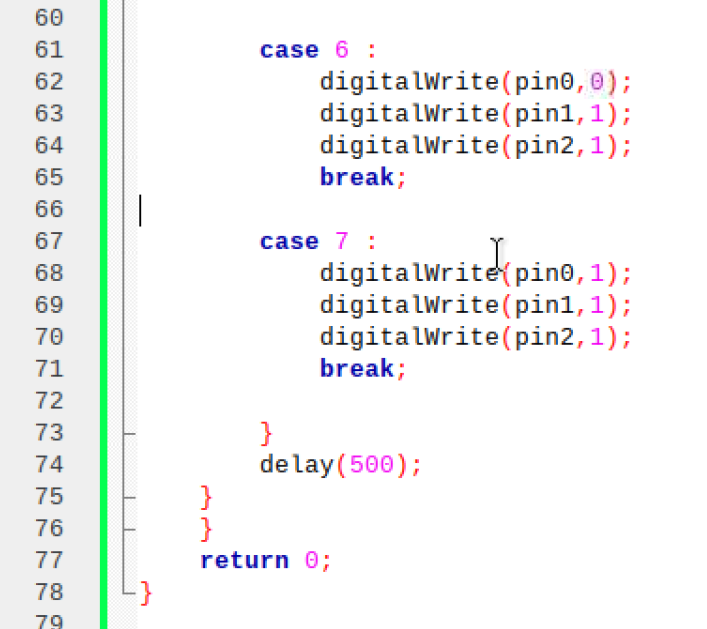 60
61 case 6 :
62 digitalWrite(pin0,0);
63 digitalWrite(pin1,1);
64 digitalWrite(pin2,1);
65 break;
66
67 case 7 :
68 digitalWrite(pin0,1);
69 digitalWrite(pin1,1);
70 digitalWrite(pin2,1);
71 break;
72
73 }
74 delay(500);
75 }
76 }
77 return 0;
78 }
79